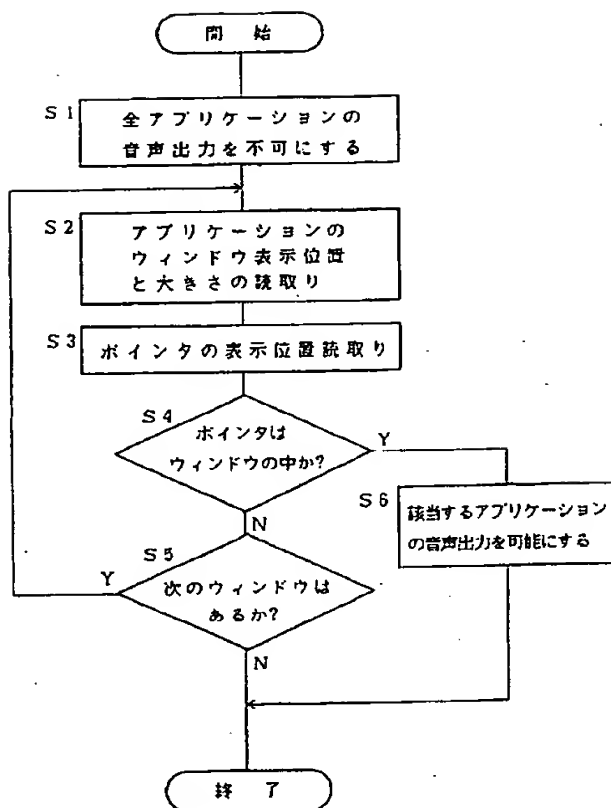 開始
S1
全アプリケーションの
音声出力を不可にする
S2
アプリケーションの
ウィンドウ表示位置
と大きさの読取り
S3
ポインタの表示位置読取り
S4
ポインタは
ウィンドウの中か?
Y
N
S6
該当するアプリケーション
の音声出力を可能にする
S5
Y
次のウィンドウは
あるか?
N
終了